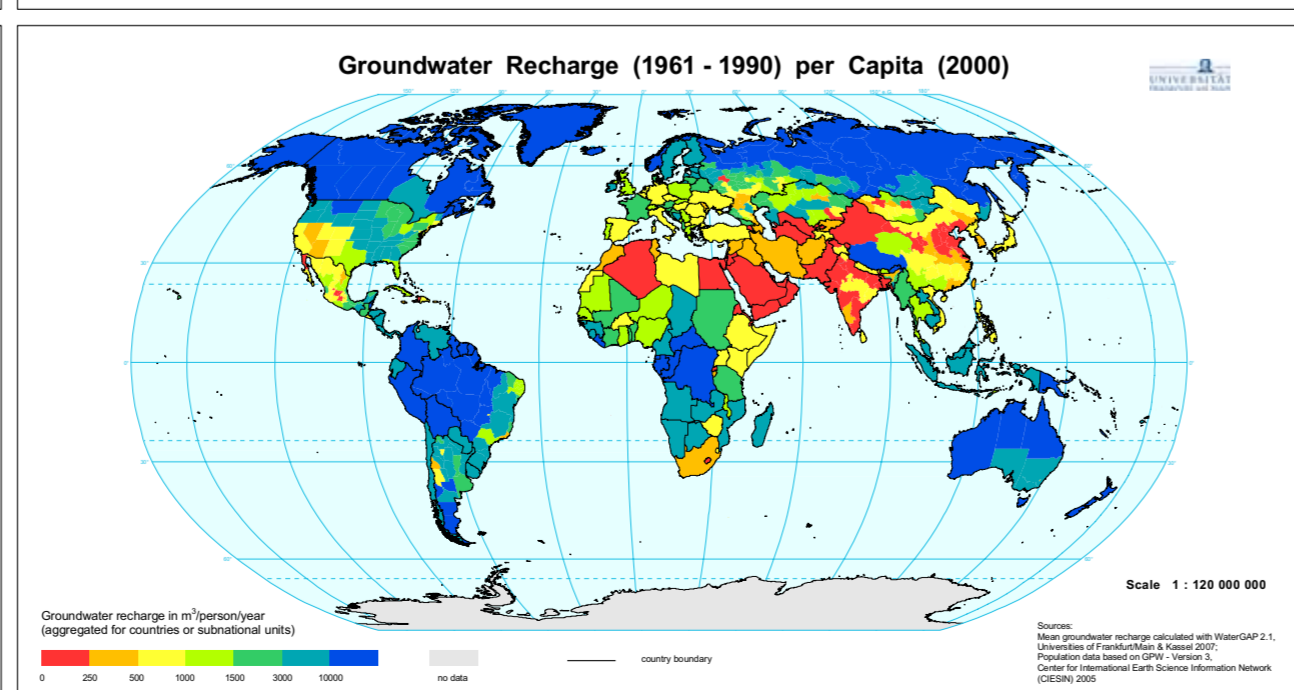 Groundwater Recharge (1961 - 1990) per Capita (2000)
UNIVERSITÄT
Scale 1 : 120 000 000
Groundwater recharge in m³/person/year
(aggregated for countries or subnational units)
0 250 500 1000 1500 3000 10000
no data
country boundary
Sources:
Mean groundwater recharge calculated with WaterGAP 2.1,
Universities of Frankfurt/Main & Kassel 2007;
Population data based on GPW - Version 3,
Center for International Earth Science Information Network
(CIESIN) 2005